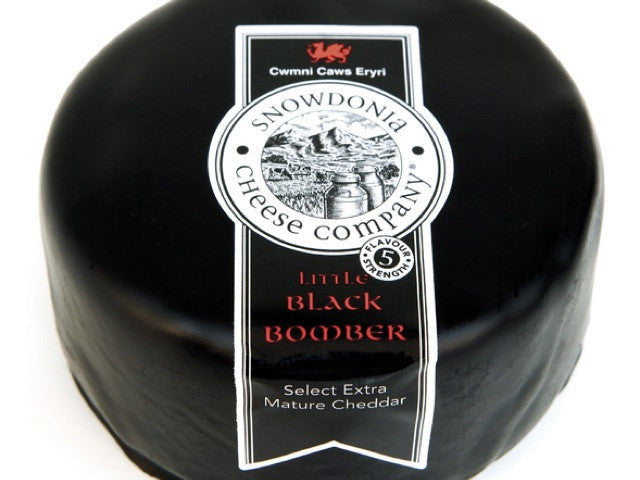 Cwmni Caws Eryri
SNOWDONIA
CHEESE COMPANY®
FLAVOUR
5
STRENGTH
LITTLE
BLACK
BOMBER
Select Extra
Mature Cheddar